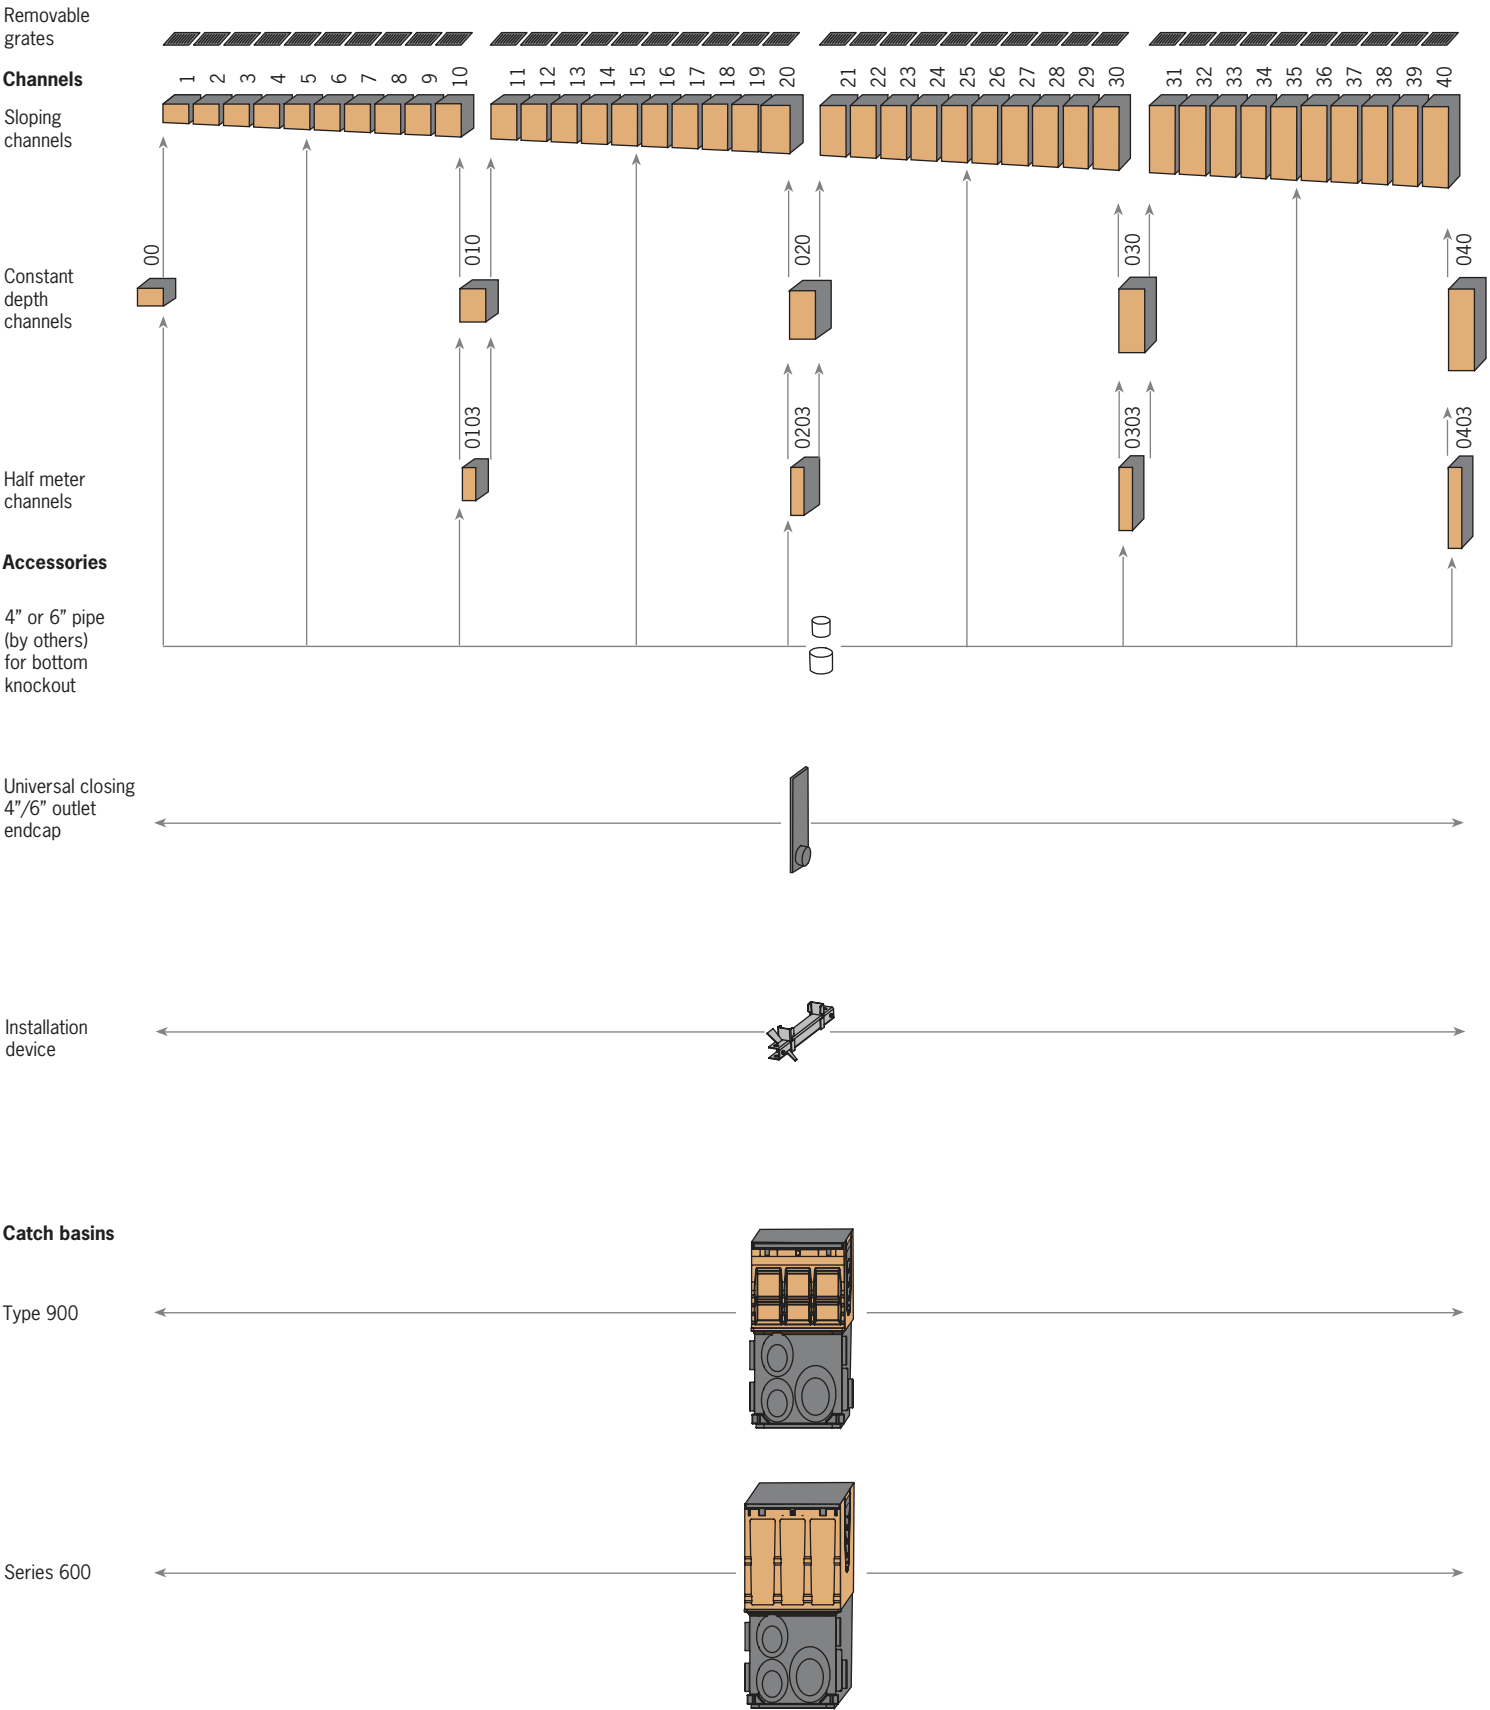 Removable
grates
Channels
1 2 3 4 5 6 7 8 9 10 11 12 13 14 15 16 17 18 19 20 21 22 23 24 25 26 27 28 29 30 31 32 33 34 35 36 37 38 39 40
Sloping
channels
00 010 020 030 040
Constant
depth
channels
0103 0203 0303 0403
Half meter
channels
Accessories
4” or 6” pipe
(by others)
for bottom
knockout
Universal closing
4”/6” outlet
endcap
Installation
device
Catch basins
Type 900
Series 600